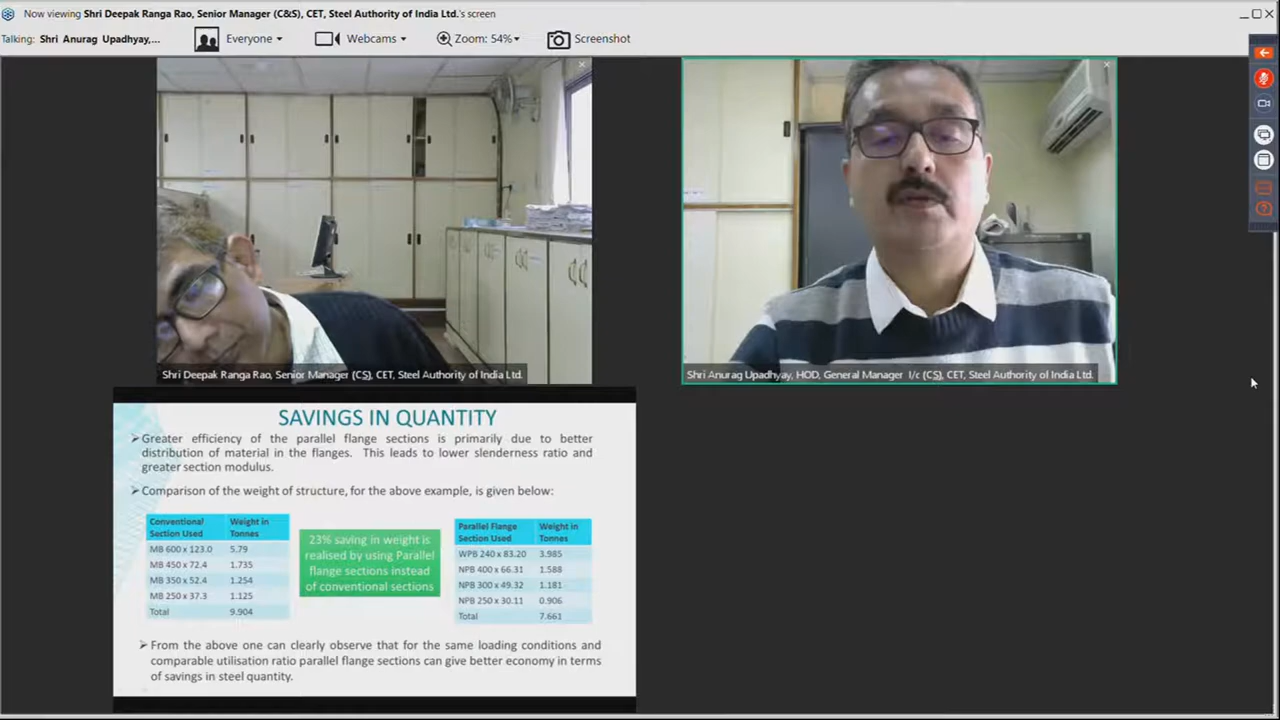 Now viewing Shri Deepak Ranga Rao, Senior Manager (C&S), CET, Steel Authority of India Ltd.'s screen
Talking: Shri Anurag Upadhyay,...
Everyone
Webcams
Zoom: 54%
Screenshot
Shri Deepak Ranga Rao, Senior Manager (CS), CET, Steel Authority of India Ltd.
Shri Anurag Upadhyay, HOD, General Manager I/c (CS), CET, Steel Authority of India Ltd.
SAVINGS IN QUANTITY
Greater efficiency of the parallel flange sections is primarily due to better
distribution of material in the flanges. This leads to lower slenderness ratio and
greater section modulus.
Comparison of the weight of structure, for the above example, is given below:
Conventional Section Used Weight in Tonnes
MB 600 x 123.0 5.79
MB 450 x 72.4 1.735
MB 350 x 52.4 1.254
MB 250 x 37.3 1.125
Total 9.904
23% saving in weight is
realised by using Parallel
flange sections instead
of conventional sections
Parallel Flange Section Used Weight in Tonnes
WPB 240 x 83.20 3.985
NPB 400 x 66.31 1.588
NPB 300 x 49.32 1.181
NPB 250 x 30.11 0.906
Total 7.661
From the above one can clearly observe that for the same loading conditions and
comparable utilisation ratio parallel flange sections can give better economy in terms
of savings in steel quantity.